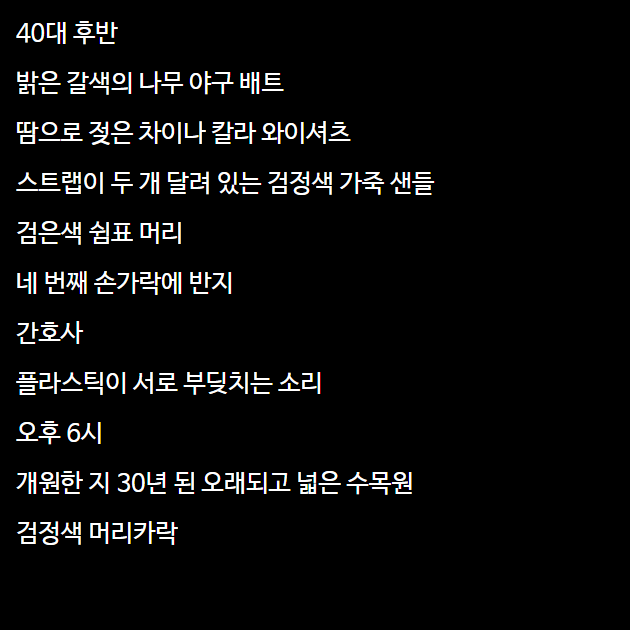 40대 후반
밝은 갈색의 나무 야구 배트
땀으로 젖은 차이나 칼라 와이셔츠
스트랩이 두 개 달려 있는 검정색 가죽 샌들
검은색 쉼표 머리
네 번째 손가락에 반지
간호사
플라스틱이 서로 부딪치는 소리
오후 6시
개원한 지 30년 된 오래되고 넓은 수목원
검정색 머리카락